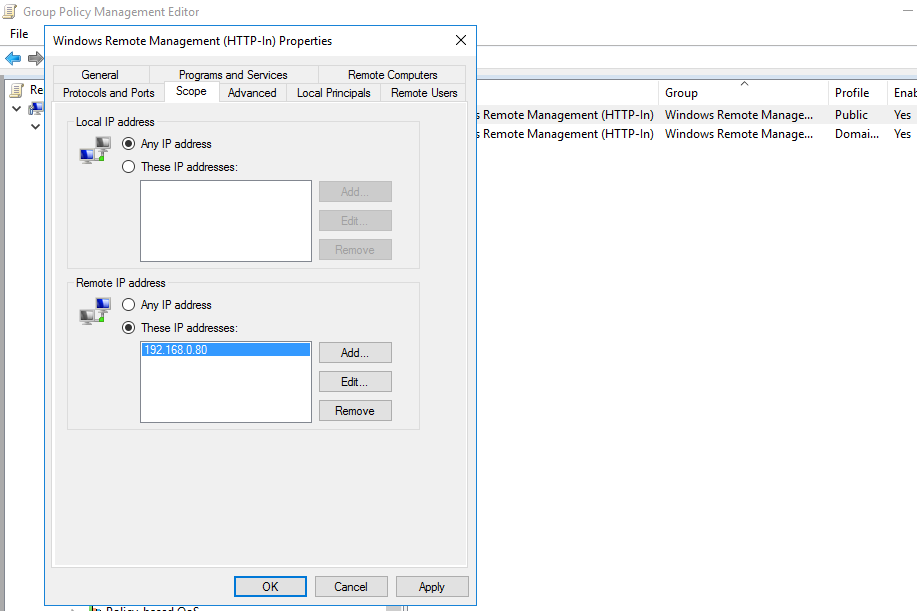 Group Policy Management Editor
File
Windows Remote Management (HTTP-In) Properties
General
Programs and Services
Remote Computers
Protocols and Ports
Scope
Advanced
Local Principals
Remote Users
Local IP address
Any IP address
These IP addresses:
Add...
Edit...
Remove
Remote IP address
Any IP address
These IP addresses:
192.168.0.80
Add...
Edit...
Remove
OK
Cancel
Apply
Re
Group
Profile
Enab
s Remote Management (HTTP-In)
Windows Remote Manage...
Public
Yes
s Remote Management (HTTP-In)
Windows Remote Manage...
Domai...
Yes
Policy-based QoS